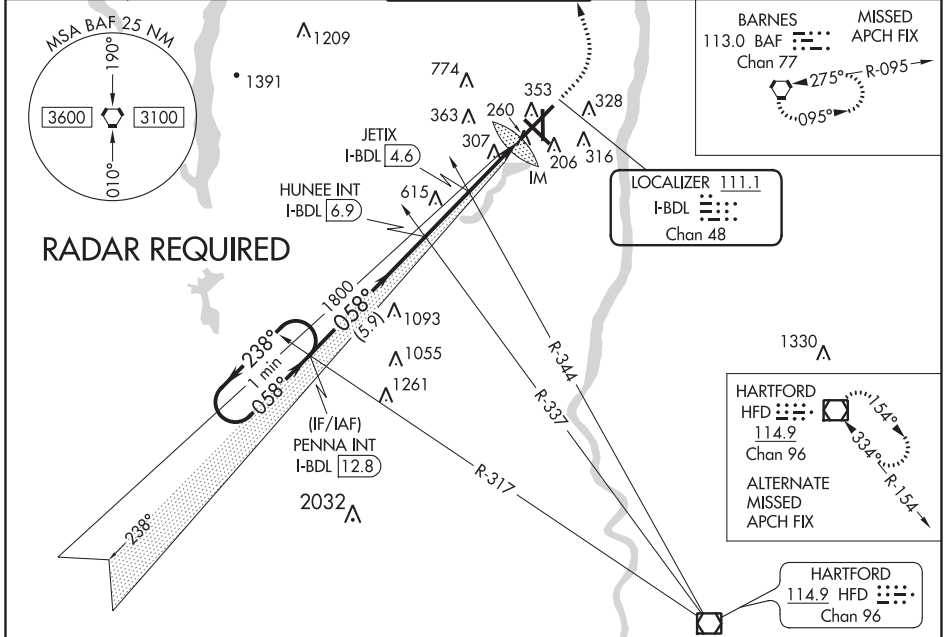 MSA BAF 25 NM
190°
3600
3100
010°
1209
1391
774
363
353
260
307
328
316
206
IM
JETIX
I-BDL 4.6
HUNEE INT
I-BDL 6.9
615
RADAR REQUIRED
BARNES
113.0 BAF
Chan 77
MISSED
APCH FIX
275°
R-095
095°
LOCALIZER 111.1
I-BDL
Chan 48
1800
058°
(5.9)
238°
1 min
058°
1093
1055
1261
(IF/IAF)
PENNA INT
I-BDL 12.8
2032
238°
R-344
R-337
R-317
1330
HARTFORD
HFD
114.9
Chan 96
154°
334°
R-154
ALTERNATE
MISSED
APCH FIX
HARTFORD
114.9 HFD
Chan 96